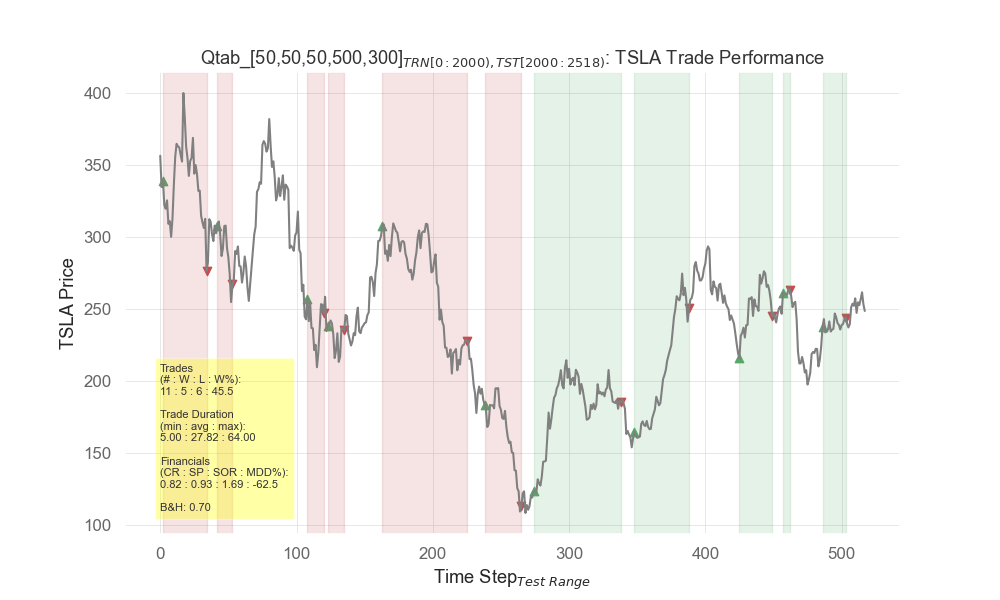 Qtab_[50,50,50,500,300]TRN[0:2000),TST[2000:2518): TSLA Trade Performance
400
350
300
250
200
150
100
TSLA Price
Trades
(# : W : L : W%):
11 : 5 : 6 : 45.5
Trade Duration
(min : avg : max):
5.00 : 27.82 : 64.00
Financials
(CR : SP : SOR : MDD%):
0.82 : 0.93 : 1.69 : -62.5
B&H: 0.70
0 100 200 300 400 500
Time StepTest Range